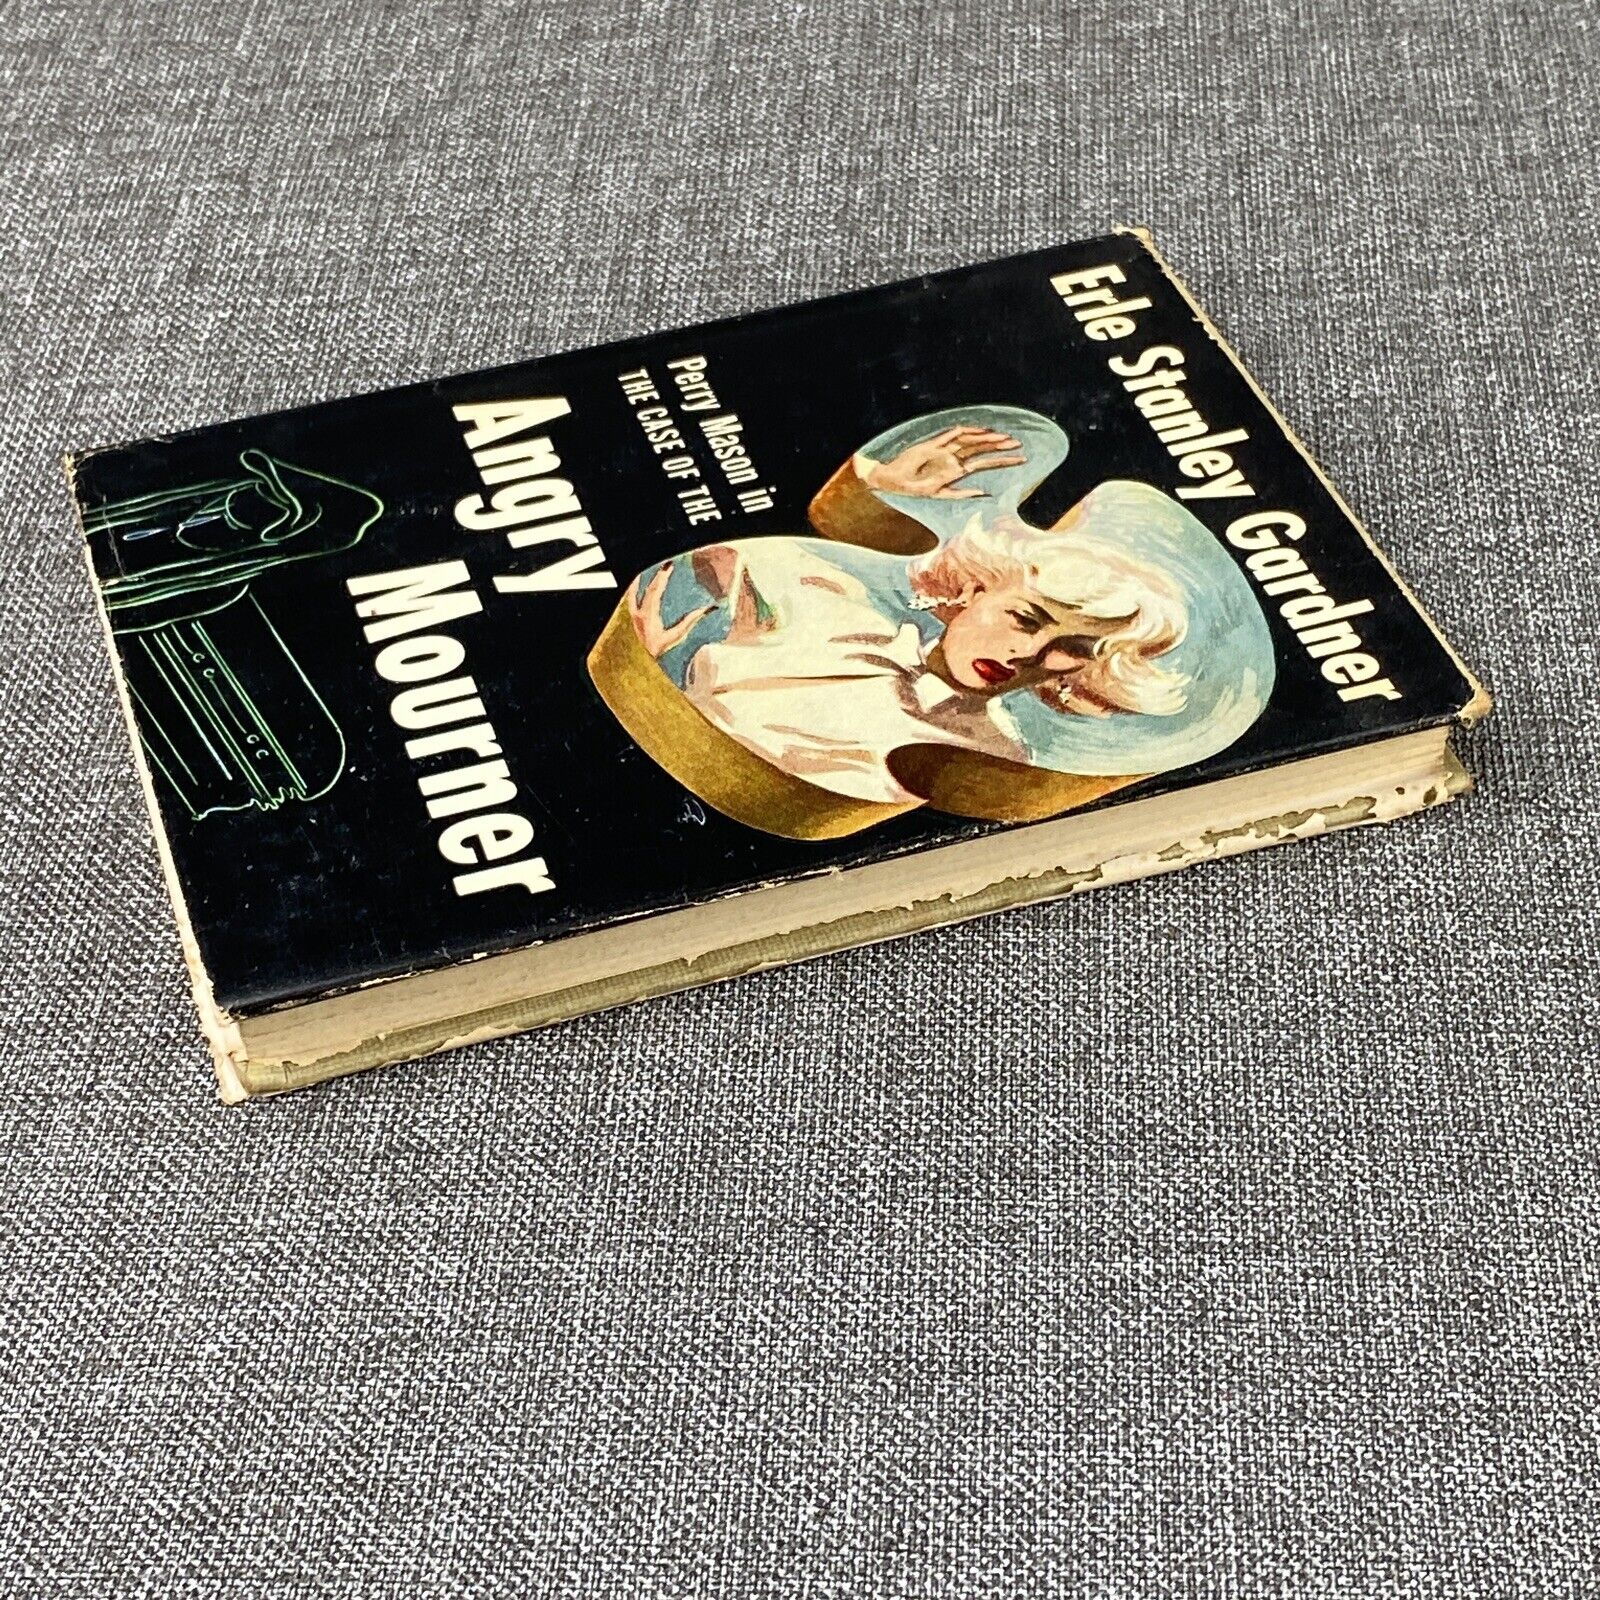 Erle Stanley Gardner
Perry Mason in
THE CASE OF THE
Angry
Mourner